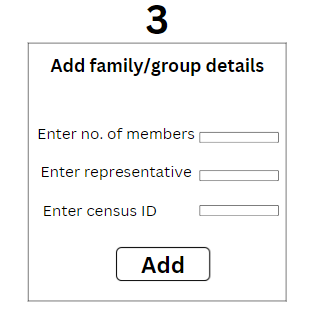 3
Add family/group details
Enter no. of members
Enter representative
Enter census ID
Add